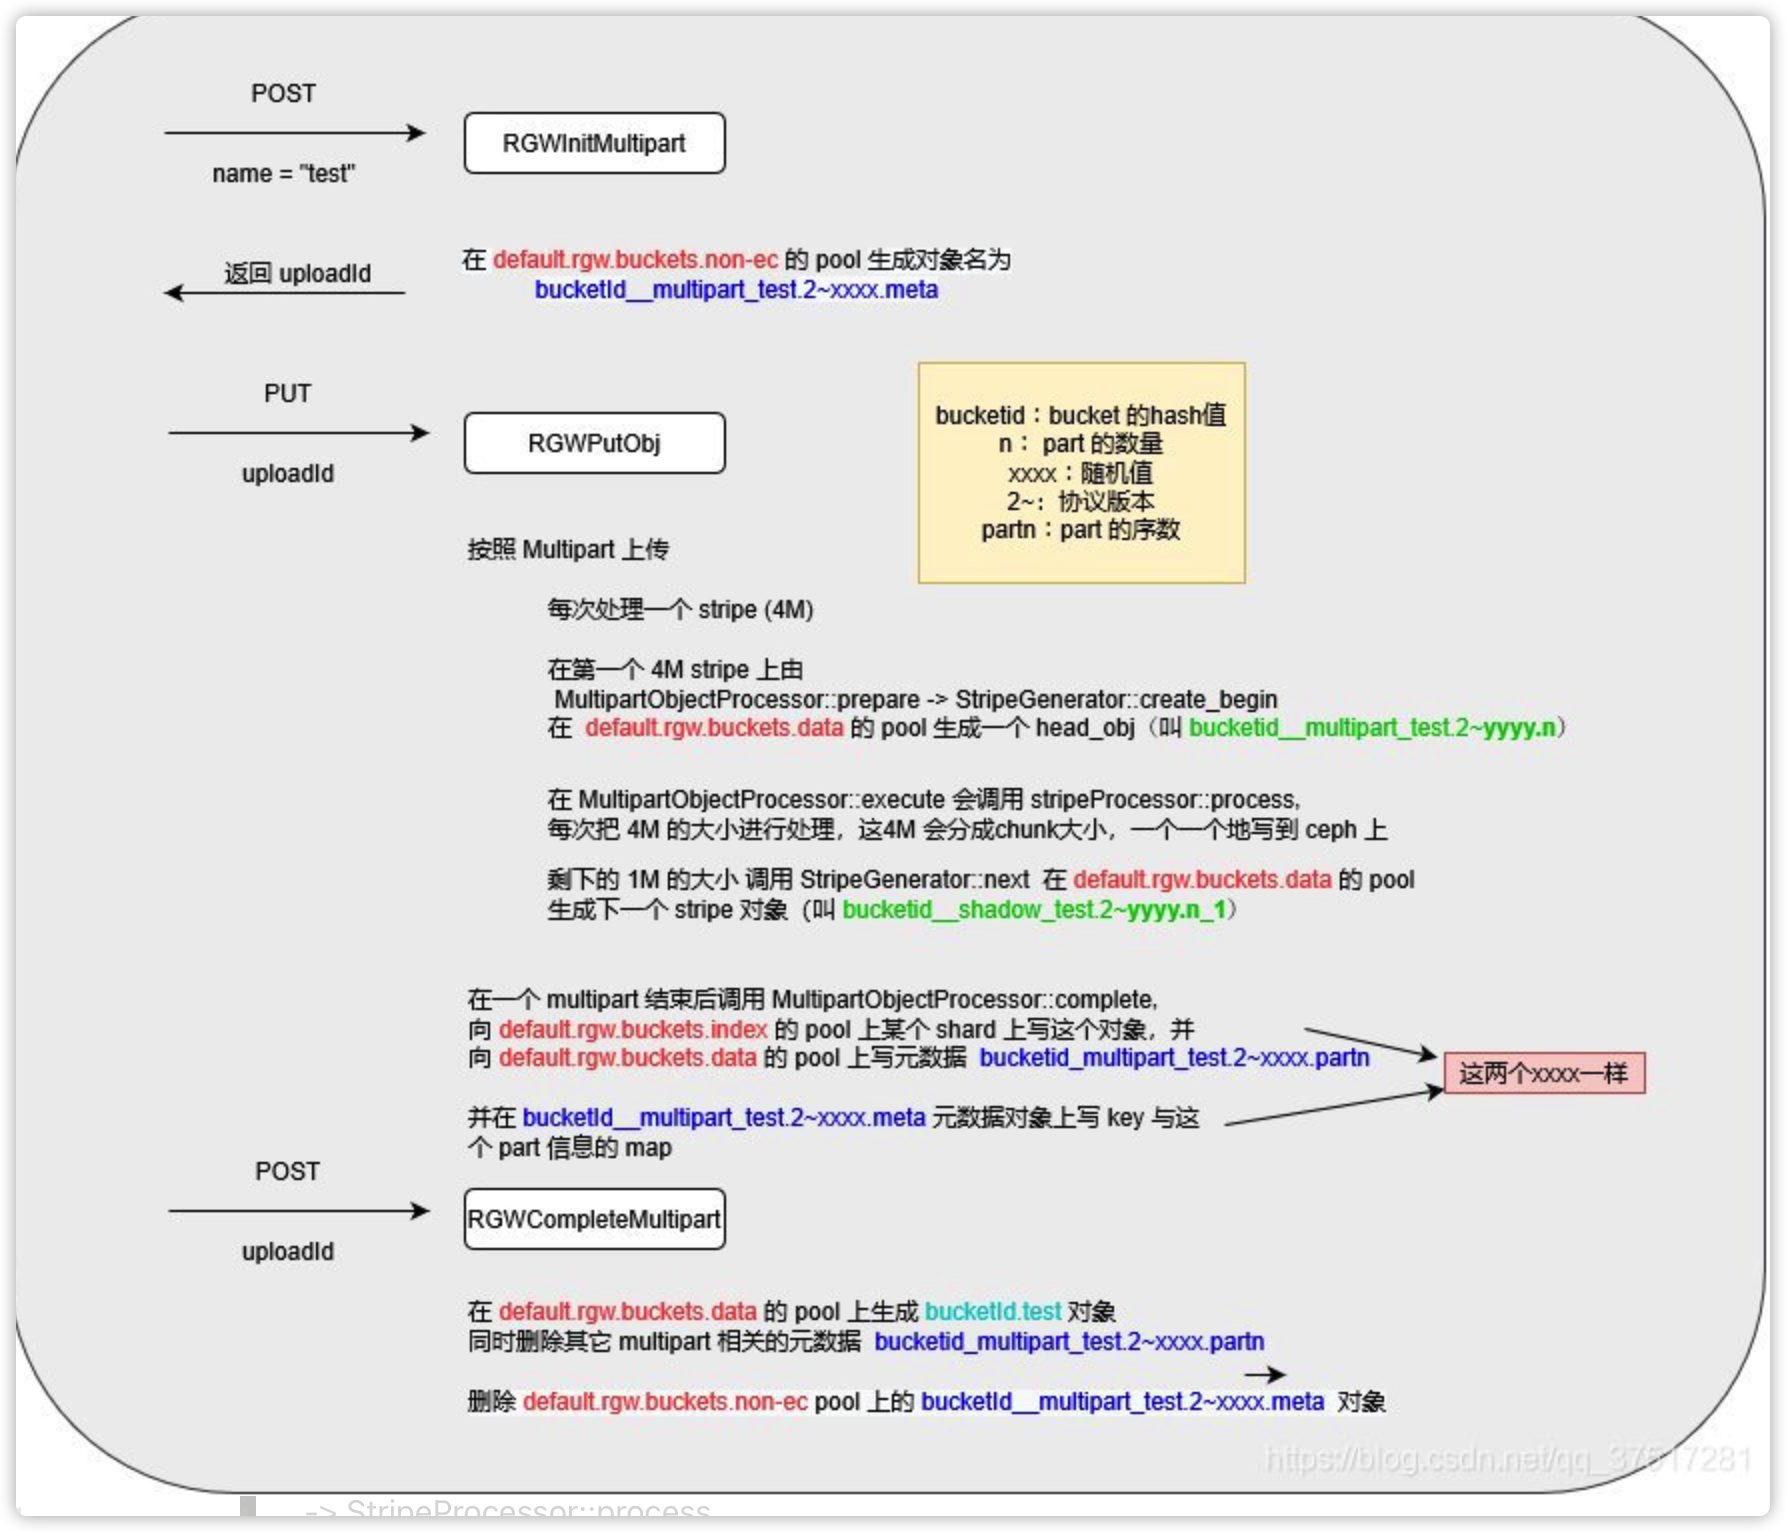 POST
name = "test"
RGWInitMultipart
返回 uploadId
在 default.rgw.buckets.non-ec 的 pool 生成对象名为
bucketId__multipart_test.2~xxxx.meta
PUT
uploadId
RGWPutObj
bucketid：bucket 的hash值
n： part 的数量
xxxx：随机值
2~：协议版本
partn：part 的序数
按照 Multipart 上传
每次处理一个 stripe (4M)
在第一个 4M stripe 上由
MultipartObjectProcessor::prepare -> StripeGenerator::create_begin
在 default.rgw.buckets.data 的 pool 生成一个 head_obj（叫 bucketid__multipart_test.2~yyyy.n）
在 MultipartObjectProcessor::execute 会调用 stripeProcessor::process,
每次把 4M 的大小进行处理，这4M 会分成chunk大小，一个一个地写到 ceph 上
剩下的 1M 的大小 调用 StripeGenerator::next 在 default.rgw.buckets.data 的 pool
生成下一个 stripe 对象（叫 bucketid__shadow_test.2~yyyy.n_1）
在一个 multipart 结束后调用 MultipartObjectProcessor::complete,
向 default.rgw.buckets.index 的 pool 上某个 shard 上写这个对象，并
向 default.rgw.buckets.data 的 pool 上写元数据 bucketid_multipart_test.2~xxxx.partn
这两个xxxx一样
并在 bucketId__multipart_test.2~xxxx.meta 元数据对象上写 key 与这
个 part 信息的 map
POST
uploadId
RGWCompleteMultipart
在 default.rgw.buckets.data 的 pool 上生成 bucketId.test 对象
同时删除其它 multipart 相关的元数据 bucketid_multipart_test.2~xxxx.partn
删除 default.rgw.buckets.non-ec pool 上的 bucketId__multipart_test.2~xxxx.meta 对象
https://blog.csdn.net/qq_37517281
-> StripeProcessor::process